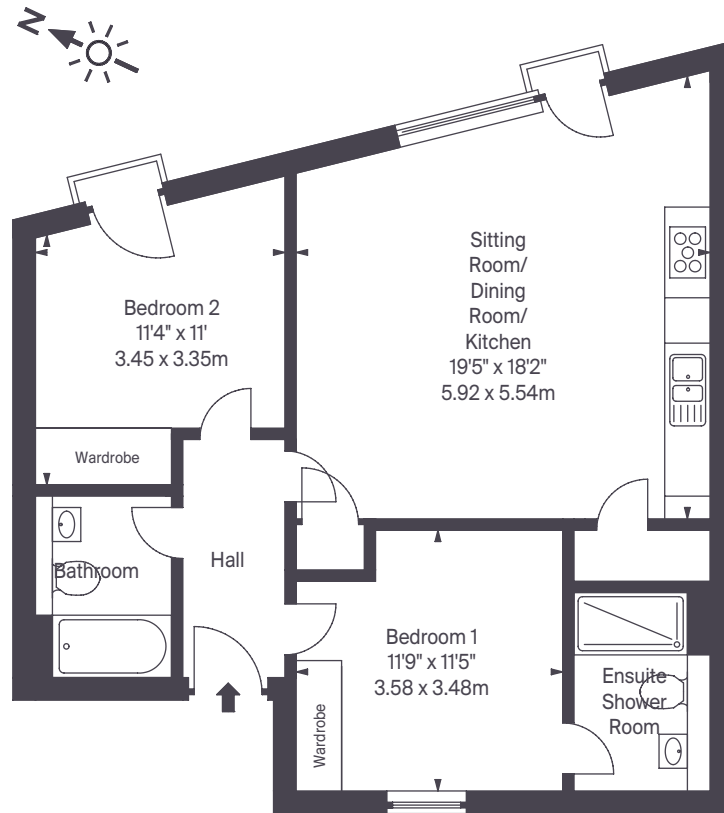 N
Bedroom 2
11'4" x 11'
3.45 x 3.35m
Sitting
Room/
Dining
Room/
Kitchen
19'5" x 18'2"
5.92 x 5.54m
Wardrobe
Bathroom
Hall
Bedroom 1
11'9" x 11'5"
3.58 x 3.48m
Wardrobe
Ensuite
Shower
Room